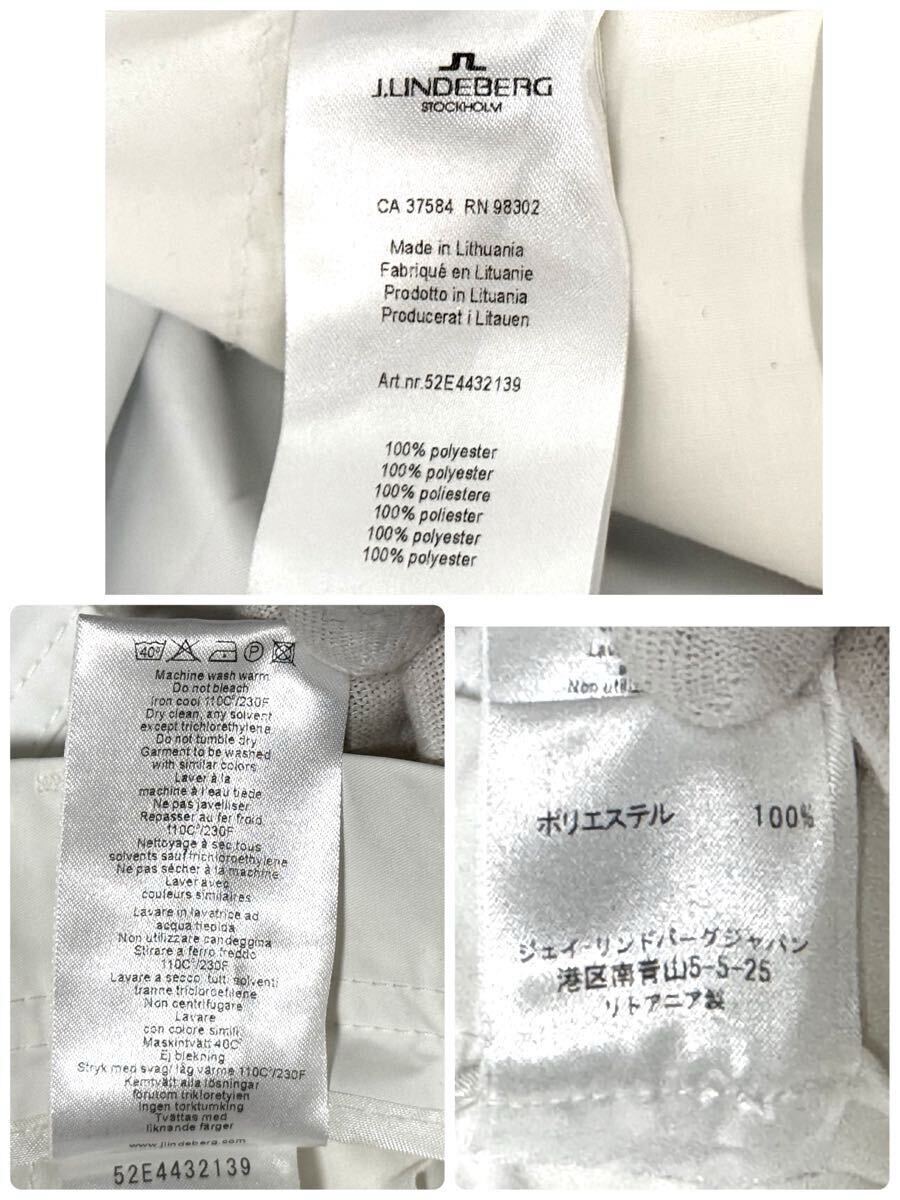 J.LINDEBERG
STOCKHOLM
CA 37584 RN 98302
Made in Lithuania
Fabriqué en Lituanie
Prodotto in Lituania
Producerat i Litauen
Art.nr.52E4432139
100% polyester
100% polyester
100% poliestere
100% poliester
100% polyester
100% polyester
40°
P
Machine wash warm
Do not bleach
Iron cool 110C°/230F
Dry clean, any solvent
except trichlorethylene
Do not tumble dry
Garment to be washed
with similar colors
Laver à la
machine à l'eau tiede
Ne pas javelliser
Repasser au fer froid
110C°/230F
Nettoyage à sec tous
solvents sauf trichloroethylene
Ne pas sécher à la machine
Laver avec
couleurs similaires
Lavare in lavatrice ad
acqua tiepida
Non utilizzare candeggina
Stirare a ferro freddo
110C°/230F
Lavare a secco, tutti solventi
tranne tricloroetilene
Non centrifugare
Lavare
con colore simili
Maskintvätt 40C°
Ej blekning
Stryk med svag/låg värme 110C°/230F
Kemtvätt alla lösningar
förutom trikloretylen
Ingen torktumking
Tvättas med
liknande färger
www.jlindeberg.com
52E4432139
Non utiliz
ポリエステル 100%
ジェイ・リンドバーグジャパン
港区南青山5-5-25
リトアニア製